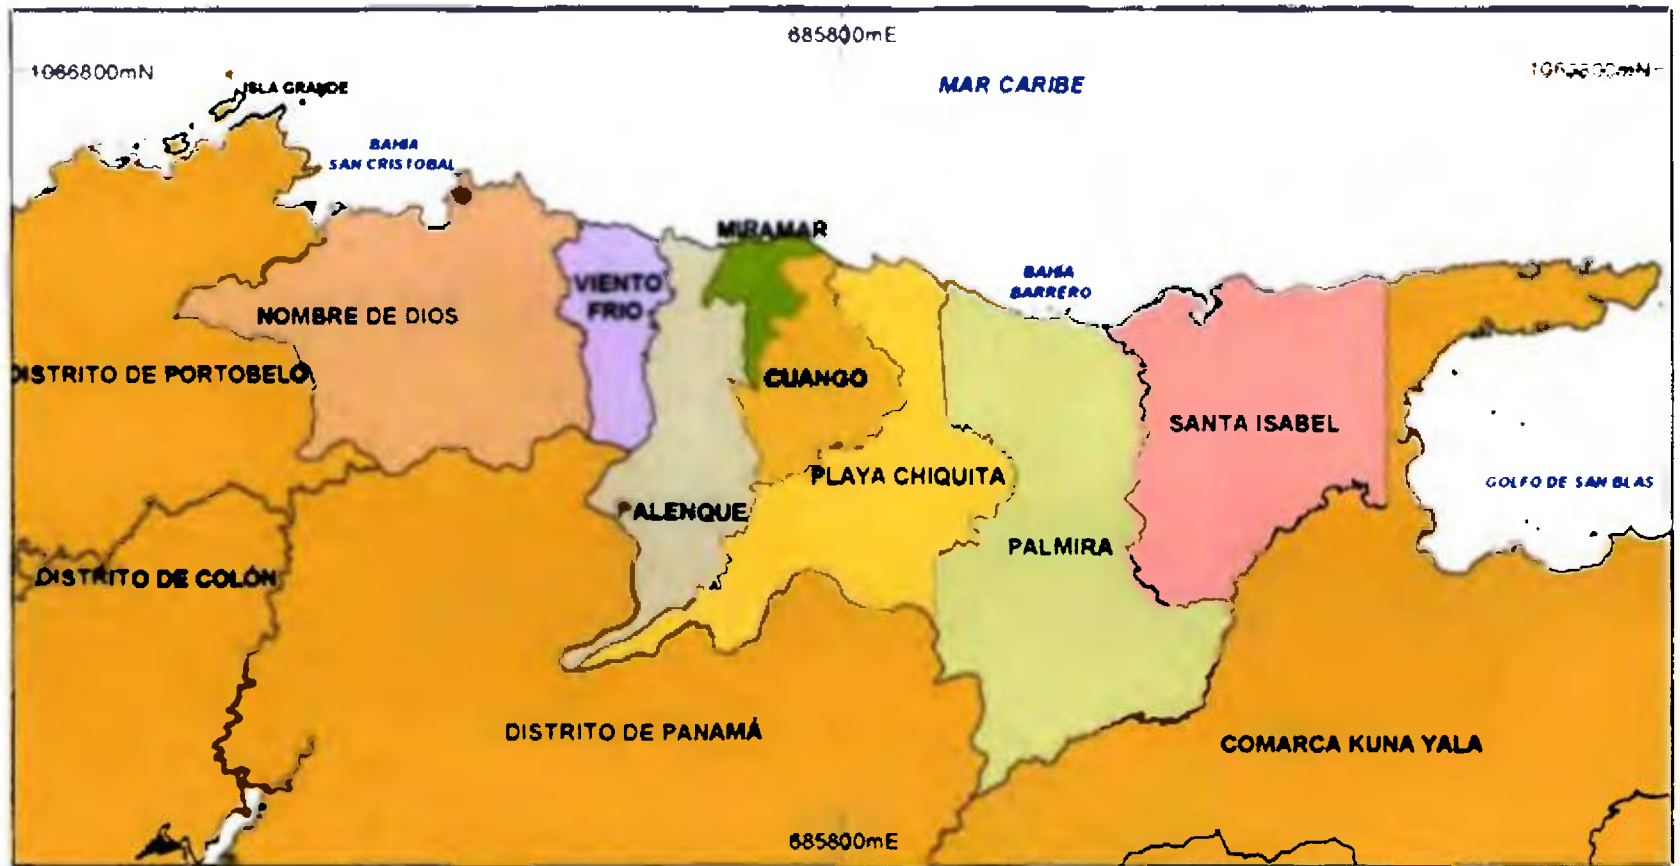 685800mE
1066800mN
ISLA GRANDE
MAR CARIBE
BAHIA
SAN CRISTOBAL
MIRAMAR
BAHÍA
BARRERO
VIENTO
FRIO
NOMBRE DE DIOS
DISTRITO DE PORTOBELO
CUANGO
SANTA ISABEL
PLAYA CHIQUITA
GOLFO DE SAN BLAS
PALENQUE
PALMIRA
DISTRITO DE COLÓN
DISTRITO DE PANAMÁ
COMARCA KUNA YALA
685800mE